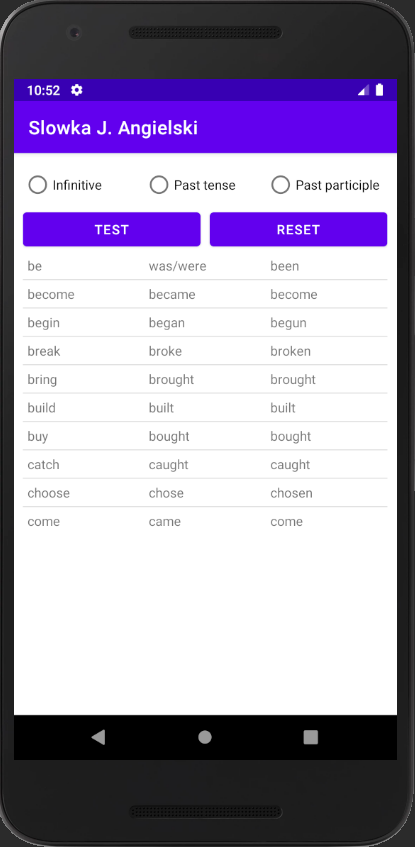 10:52
Slowka J. Angielski
Infinitive Past tense Past participle
TEST RESET
be was/were been
become became become
begin began begun
break broke broken
bring brought brought
build built built
buy bought bought
catch caught caught
choose chose chosen
come came come